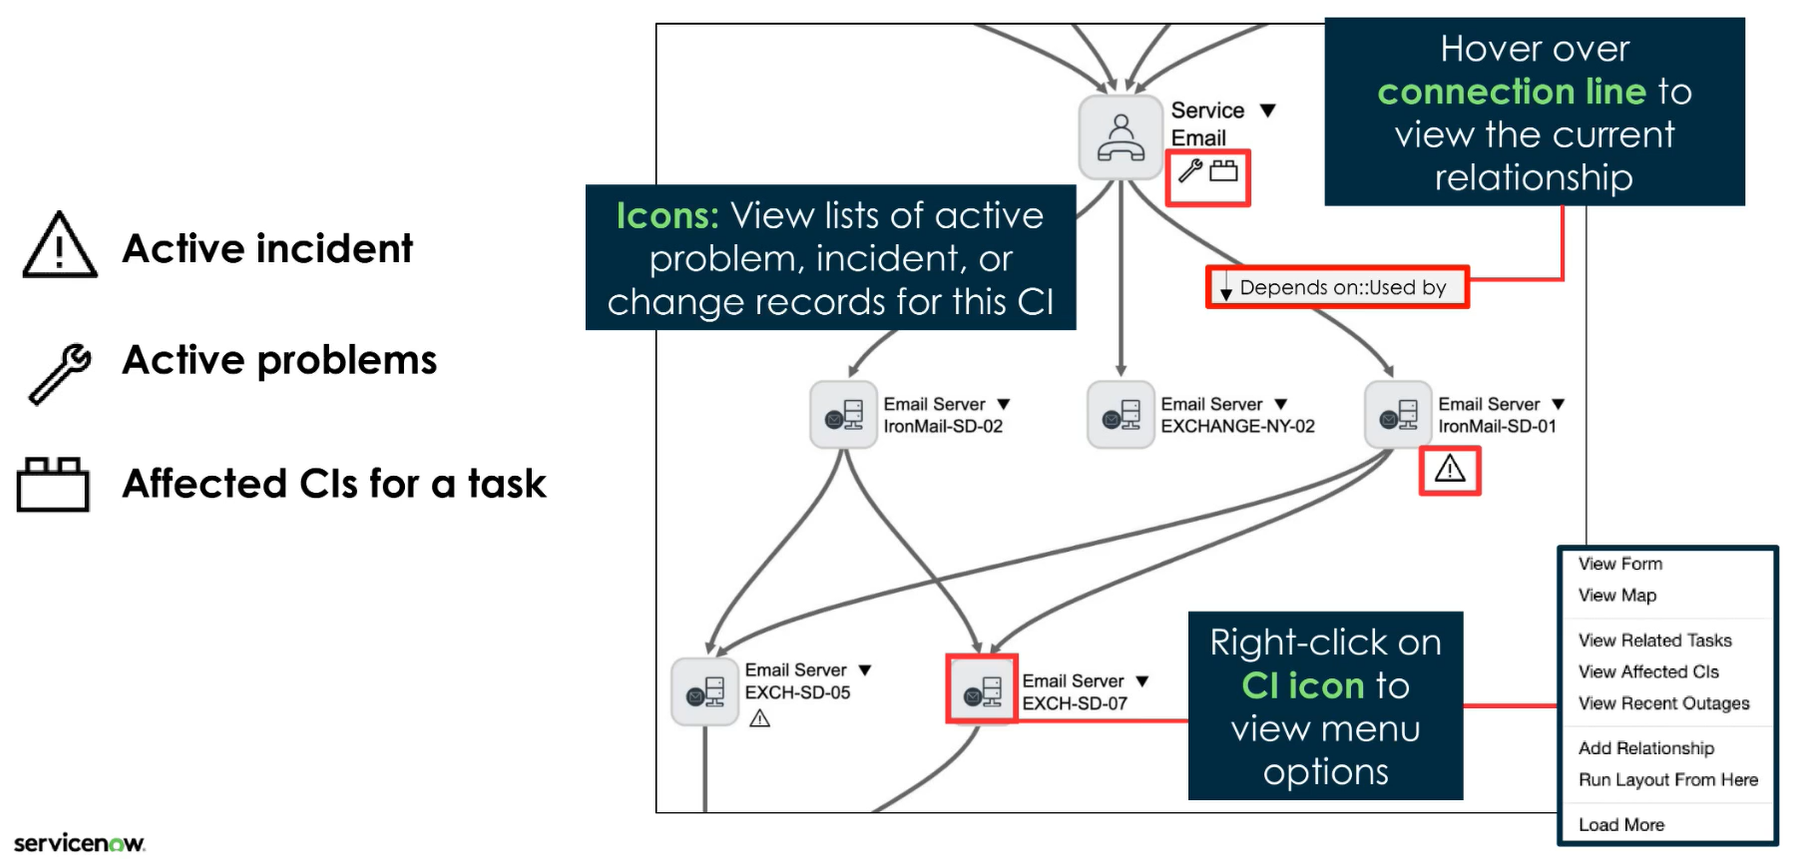 Active incident
Active problems
Affected CIs for a task
Service ▼
Email
Hover over
connection line to
view the current
relationship
Icons: View lists of active
problem, incident, or
change records for this CI
Depends on::Used by
Email Server ▼
IronMail-SD-02
Email Server ▼
EXCHANGE-NY-02
Email Server ▼
IronMail-SD-01
Email Server ▼
EXCH-SD-05
Email Server ▼
EXCH-SD-07
Right-click on
CI icon to
view menu
options
View Form
View Map
View Related Tasks
View Affected CIs
View Recent Outages
Add Relationship
Run Layout From Here
Load More
servicenow.